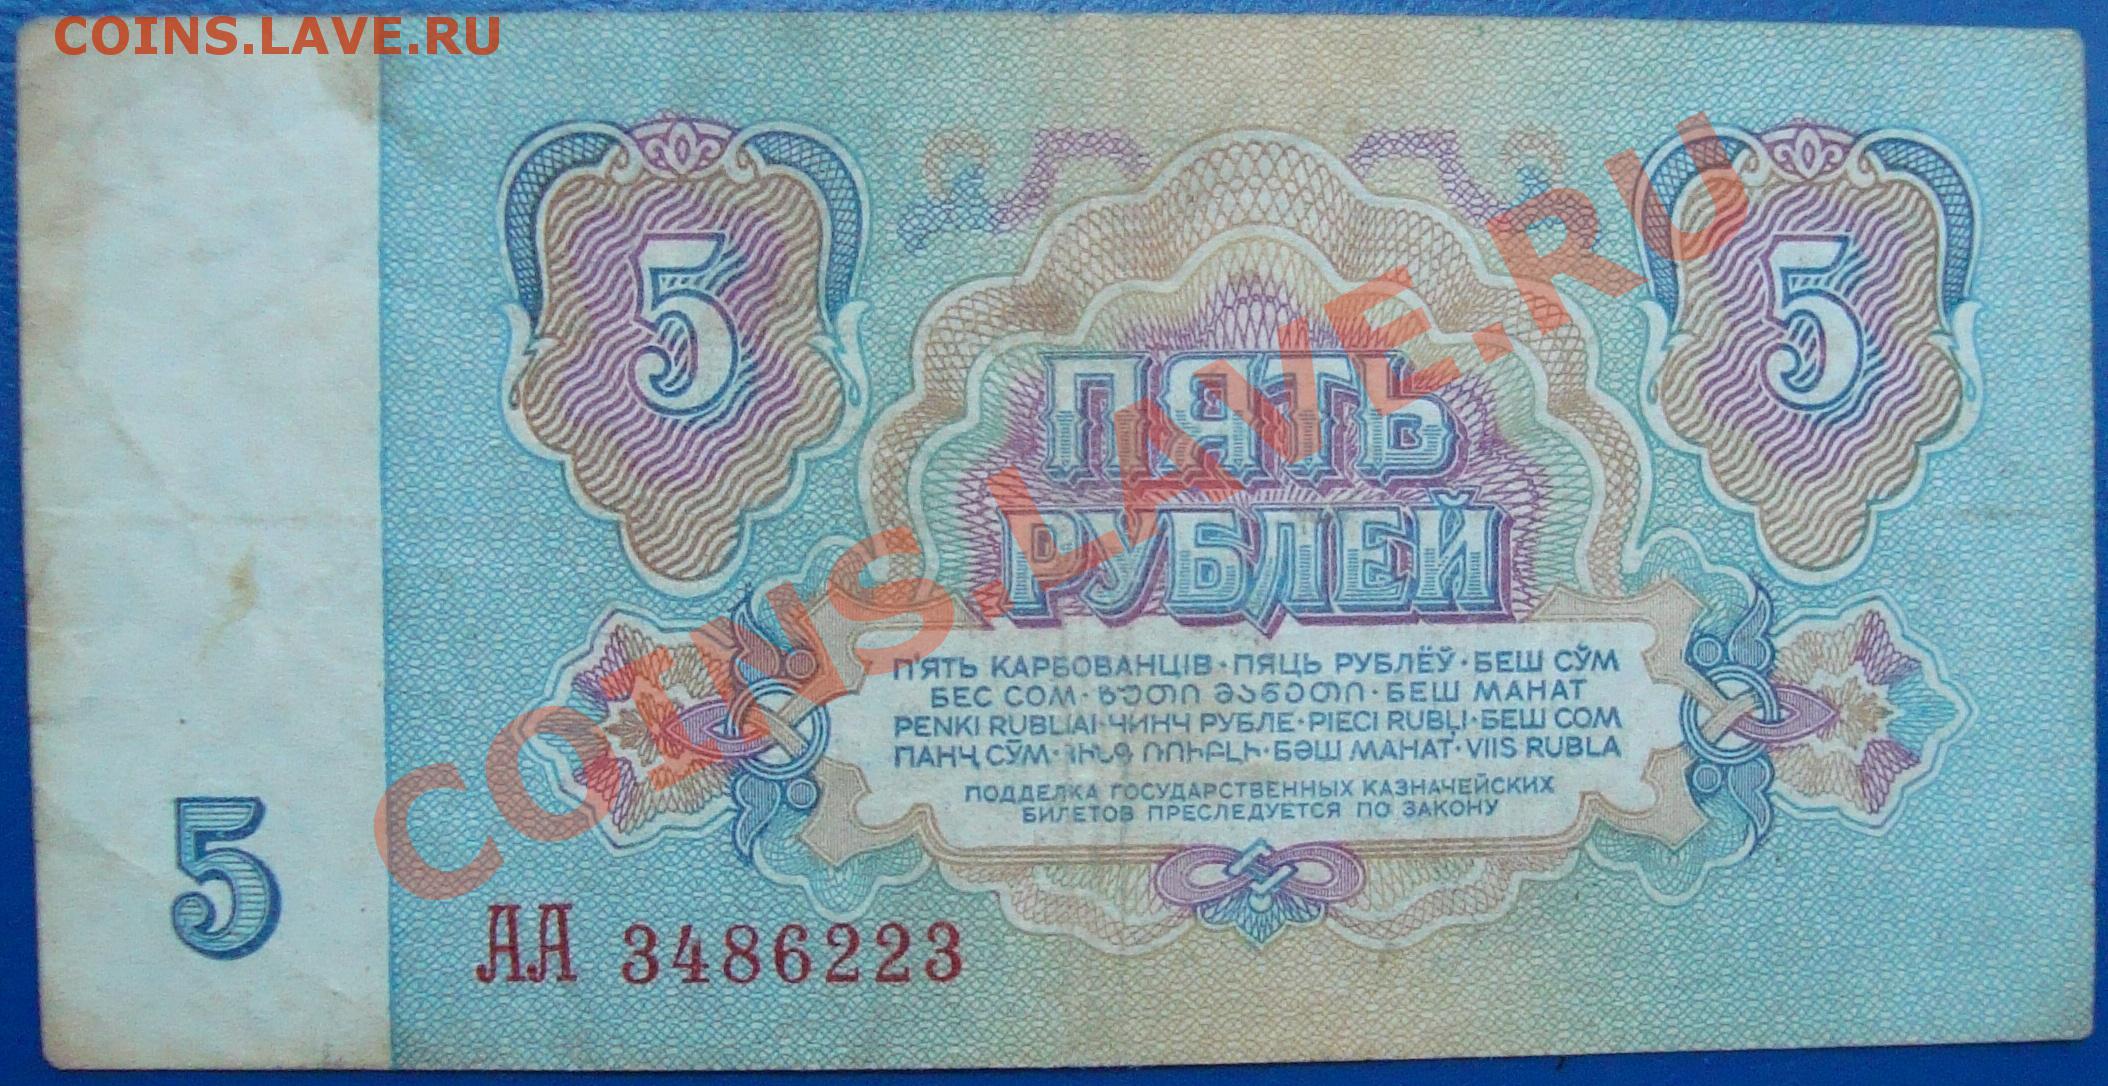 COINS.LAVE.RU
5
5
ПЯТЬ
РУБЛЕЙ
П'ЯТЬ КАРБОВАНЦІВ · ПЯЦЬ РУБЛЁЎ · БЕШ СЎМ
БЕС СОМ · ᲮᲣᲗᲘ ᲛᲐᲜᲔᲗᲘ · БЕШ МАНАТ
PENKI RUBLIAI · ЧИНЧ РУБЛЕ · PIECI RUBĻI · БЕШ СОМ
ПАНҶ СЎМ · ՀԻՆԳ ՌՈՒԲԼԻ · БӘШ МАНАТ · VIIS RUBLA
ПОДДЕЛКА ГОСУДАРСТВЕННЫХ КАЗНАЧЕЙСКИХ
БИЛЕТОВ ПРЕСЛЕДУЕТСЯ ПО ЗАКОНУ
5
АА 3486223
COINS.LAVE.RU